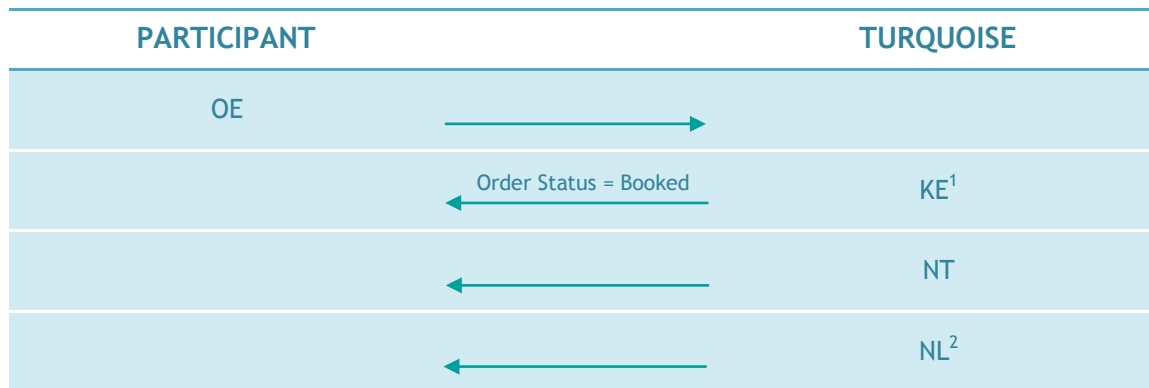 PARTICIPANT TURQUOISE
OE
Order Status = Booked KE¹
NT
NL²